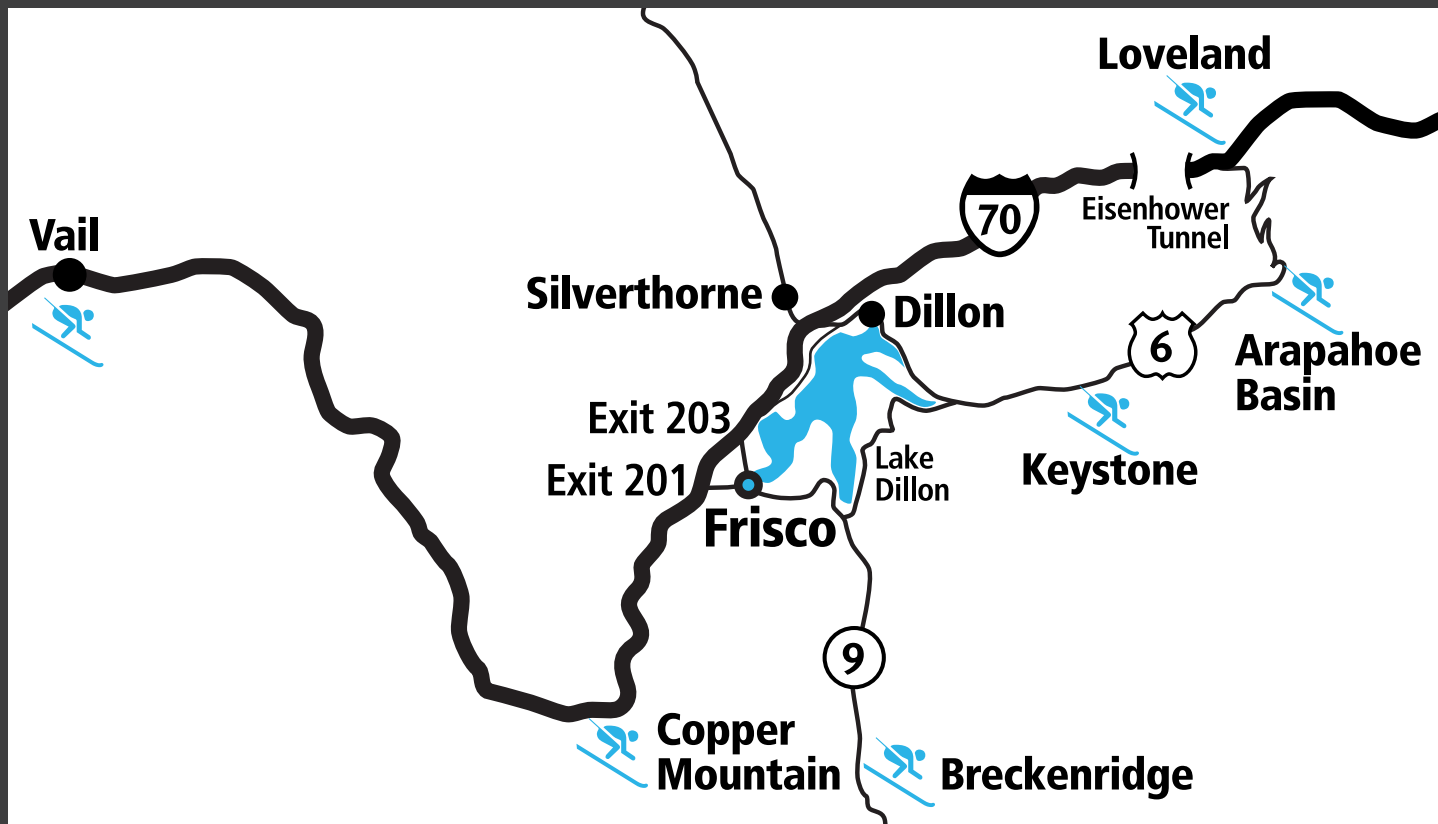 Loveland
70
Eisenhower
Tunnel
Vail
Silverthorne
Dillon
6
Arapahoe
Basin
Exit 203
Keystone
Exit 201
Lake
Dillon
Frisco
9
Copper
Mountain
Breckenridge